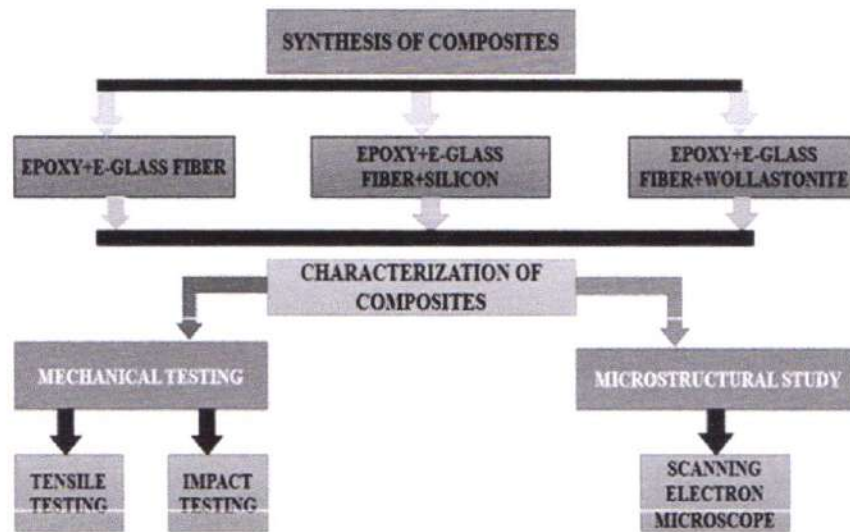 SYNTHESIS OF COMPOSITES
EPOXY+E-GLASS FIBER
EPOXY+E-GLASS
FIBER+SILICON
EPOXY+E-GLASS
FIBER+WOLLASTONITE
CHARACTERIZATION OF
COMPOSITES
MECHANICAL TESTING
MICROSTRUCTURAL STUDY
TENSILE
TESTING
IMPACT
TESTING
SCANNING
ELECTRON
MICROSCOPE